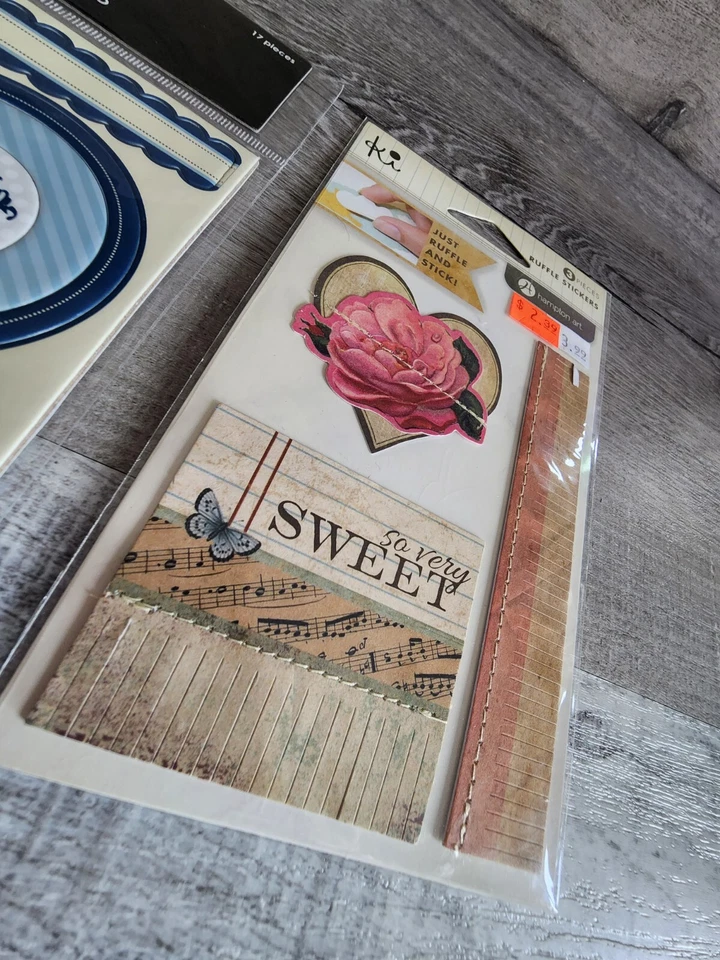 17 pieces
Ki
JUST
RUFFLE
AND
STICK!
3 PIECES
RUFFLE STICKERS
hampton art
$2.99
3.99
so very
SWEET